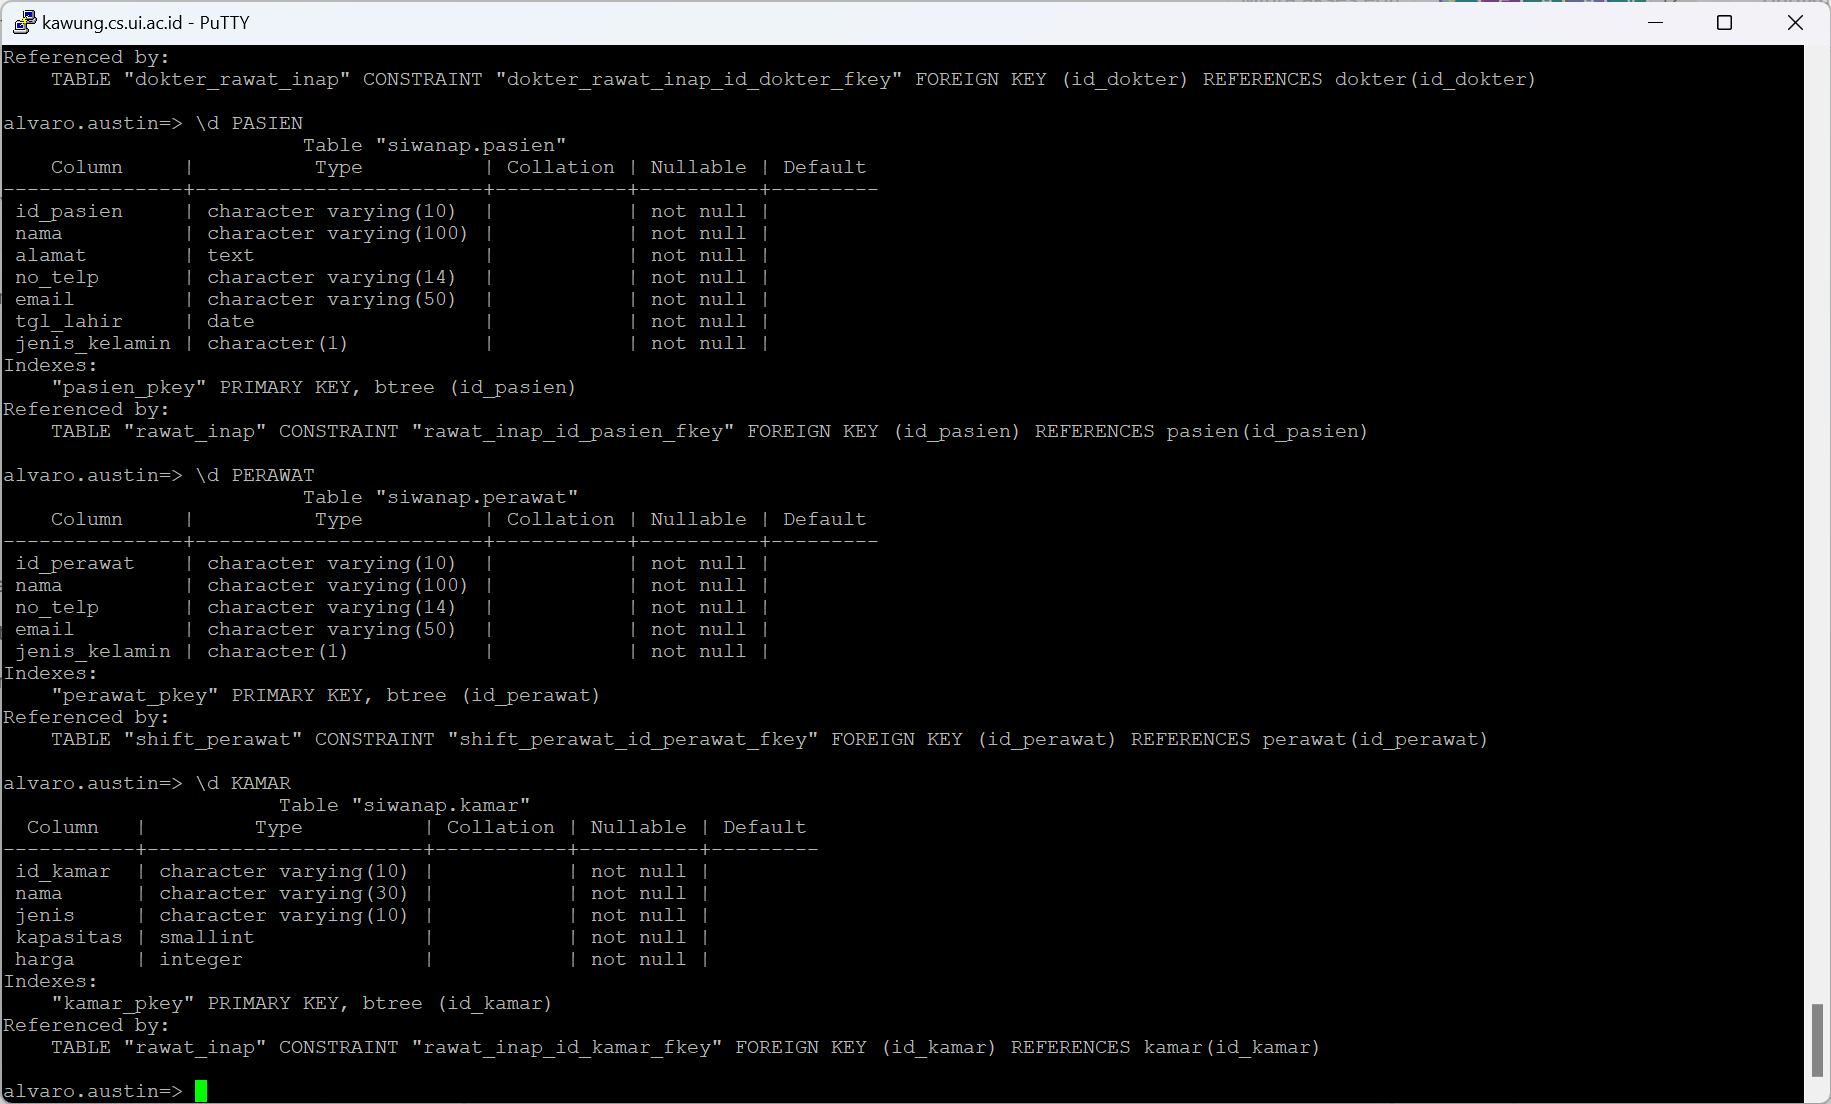 kawung.cs.ui.ac.id - PuTTY
Referenced by:
    TABLE "dokter_rawat_inap" CONSTRAINT "dokter_rawat_inap_id_dokter_fkey" FOREIGN KEY (id_dokter) REFERENCES dokter(id_dokter)
alvaro.austin=> \d PASIEN
                         Table "siwanap.pasien"
    Column     |          Type          | Collation | Nullable | Default
---------------+------------------------+-----------+----------+---------
 id_pasien     | character varying(10)  |           | not null |
 nama          | character varying(100) |           | not null |
 alamat        | text                   |           | not null |
 no_telp       | character varying(14)  |           | not null |
 email         | character varying(50)  |           | not null |
 tgl_lahir     | date                   |           | not null |
 jenis_kelamin | character(1)           |           | not null |
Indexes:
    "pasien_pkey" PRIMARY KEY, btree (id_pasien)
Referenced by:
    TABLE "rawat_inap" CONSTRAINT "rawat_inap_id_pasien_fkey" FOREIGN KEY (id_pasien) REFERENCES pasien(id_pasien)
alvaro.austin=> \d PERAWAT
                         Table "siwanap.perawat"
    Column     |          Type          | Collation | Nullable | Default
---------------+------------------------+-----------+----------+---------
 id_perawat    | character varying(10)  |           | not null |
 nama          | character varying(100) |           | not null |
 no_telp       | character varying(14)  |           | not null |
 email         | character varying(50)  |           | not null |
 jenis_kelamin | character(1)           |           | not null |
Indexes:
    "perawat_pkey" PRIMARY KEY, btree (id_perawat)
Referenced by:
    TABLE "shift_perawat" CONSTRAINT "shift_perawat_id_perawat_fkey" FOREIGN KEY (id_perawat) REFERENCES perawat(id_perawat)
alvaro.austin=> \d KAMAR
                       Table "siwanap.kamar"
  Column   |         Type          | Collation | Nullable | Default
-----------+-----------------------+-----------+----------+---------
 id_kamar  | character varying(10) |           | not null |
 nama      | character varying(30) |           | not null |
 jenis     | character varying(10) |           | not null |
 kapasitas | smallint              |           | not null |
 harga     | integer               |           | not null |
Indexes:
    "kamar_pkey" PRIMARY KEY, btree (id_kamar)
Referenced by:
    TABLE "rawat_inap" CONSTRAINT "rawat_inap_id_kamar_fkey" FOREIGN KEY (id_kamar) REFERENCES kamar(id_kamar)
alvaro.austin=>